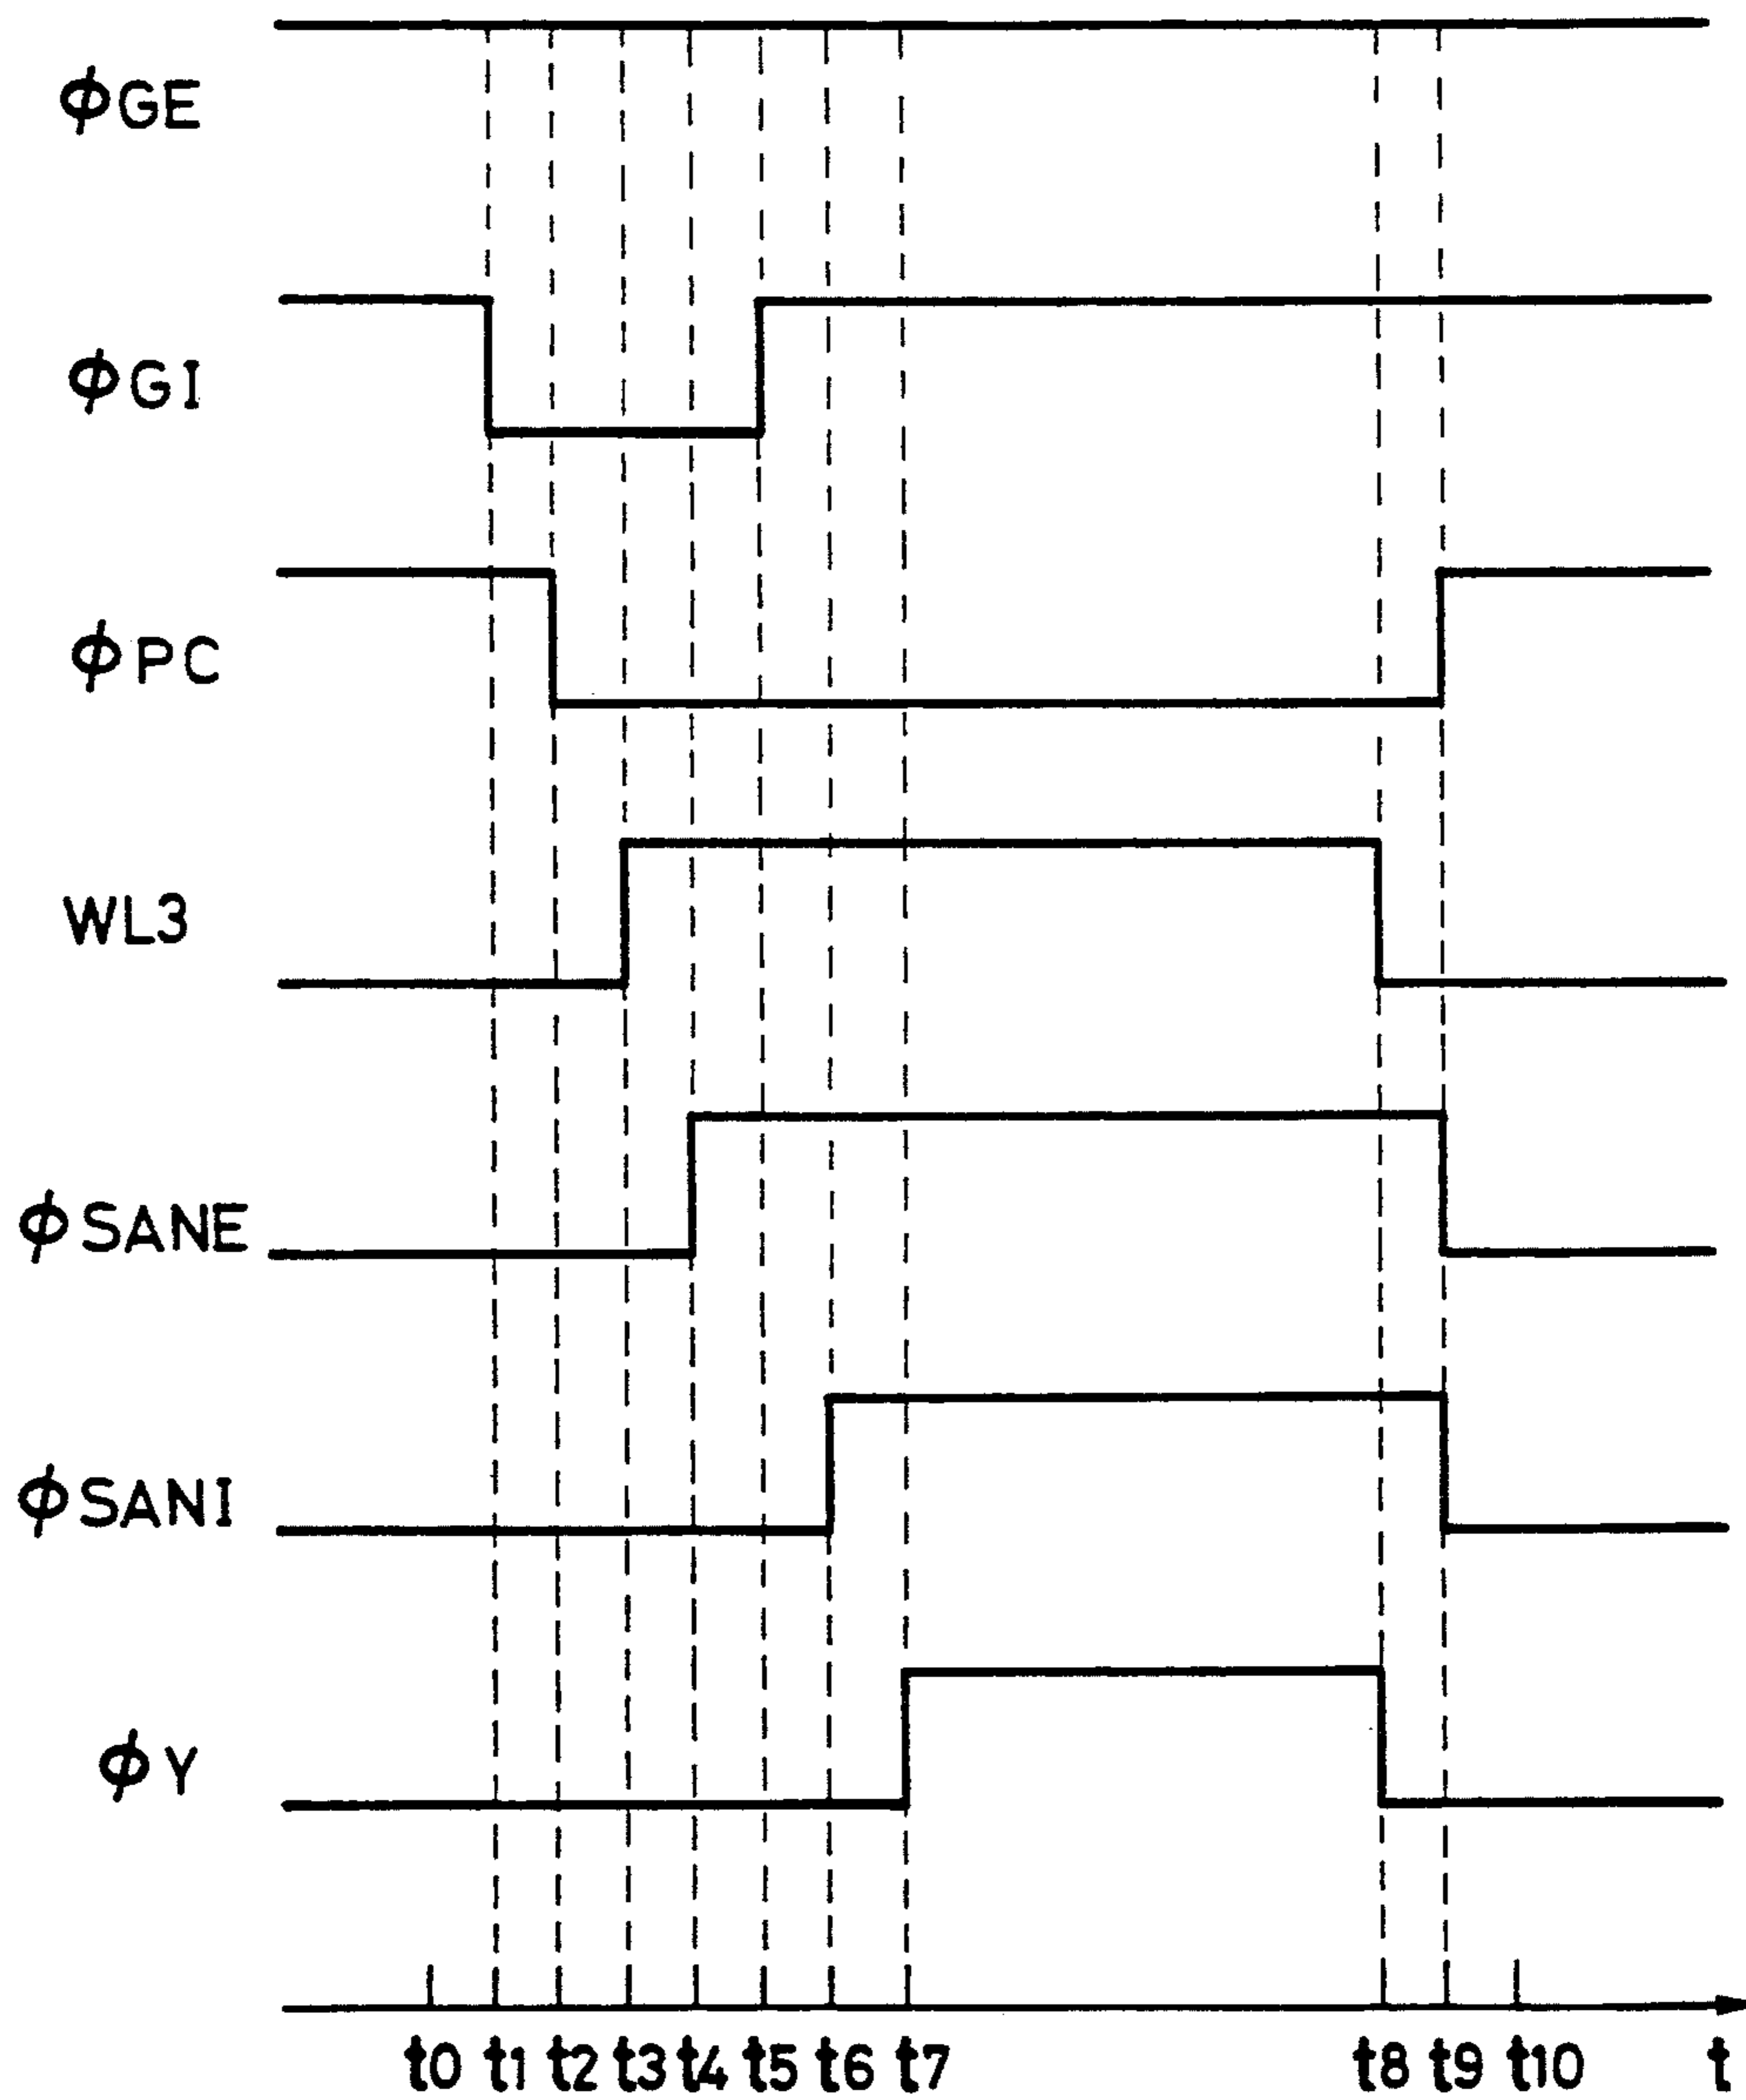 ΦGE
ΦGI
ΦPC
WL3
ΦSANE
ΦSANI
ΦY
t0 t1 t2 t3 t4 t5 t6 t7 t8 t9 t10 t